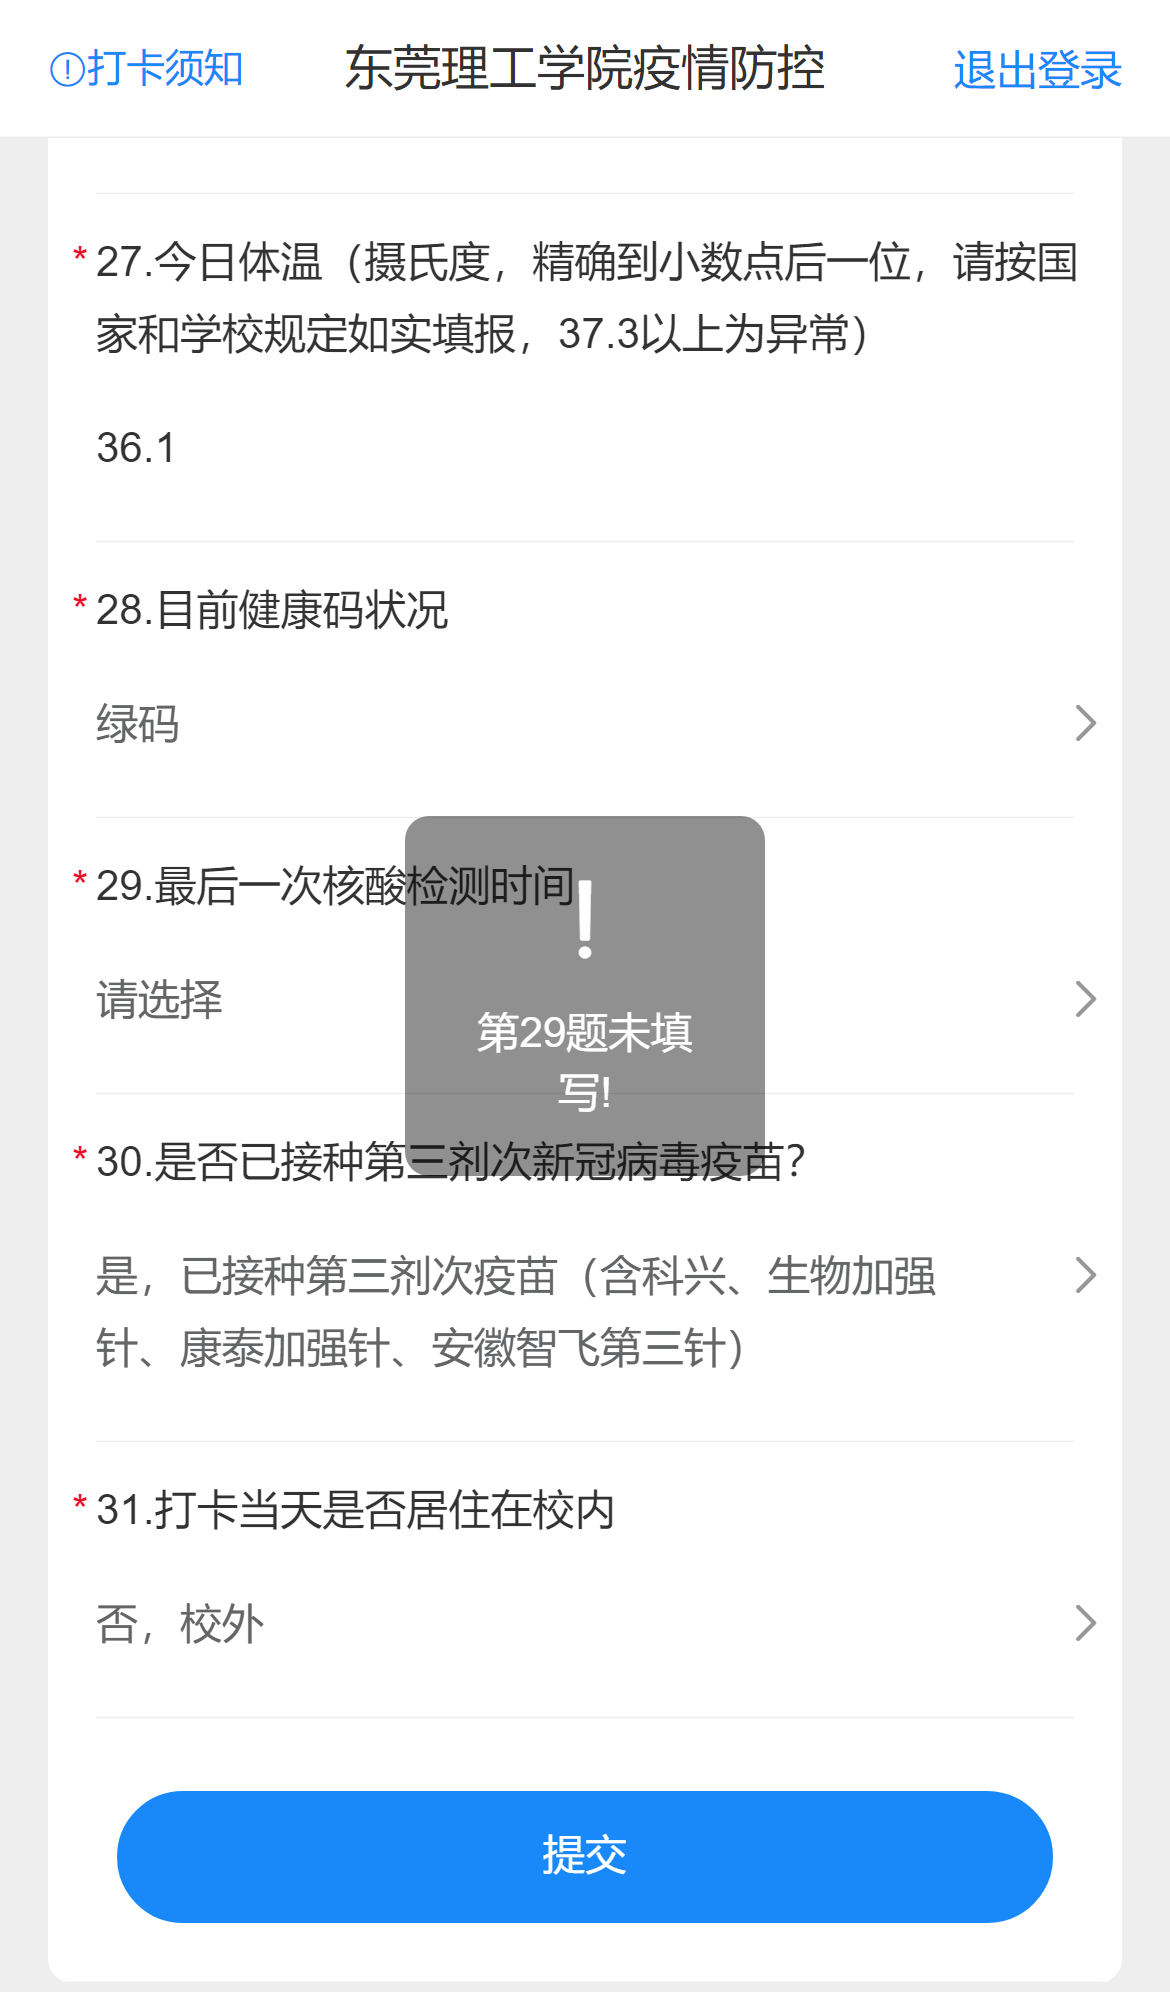 打卡须知 东莞理工学院疫情防控 退出登录
* 27.今日体温（摄氏度，精确到小数点后一位，请按国
家和学校规定如实填报，37.3以上为异常）
36.1
* 28.目前健康码状况
绿码
* 29.最后一次核酸检测时间
请选择
第29题未填
写!
* 30.是否已接种第三剂次新冠病毒疫苗？
是，已接种第三剂次疫苗（含科兴、生物加强
针、康泰加强针、安徽智飞第三针）
* 31.打卡当天是否居住在校内
否，校外
提交